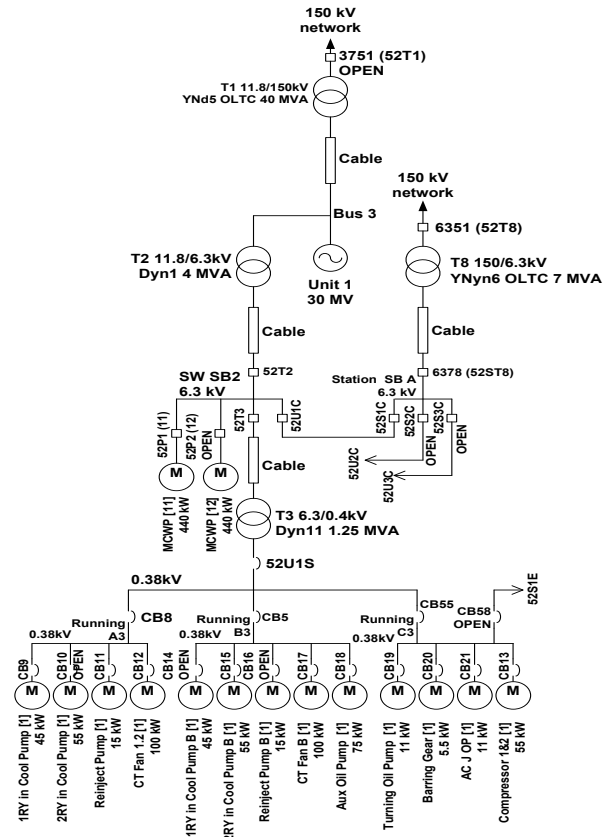 150 kV
network
3751 (52T1)
OPEN
T1 11.8/150kV
YNd5 OLTC 40 MVA
Cable
150 kV
network
Bus 3
6351 (52T8)
T2 11.8/6.3kV
Dyn1 4 MVA
Unit 1
30 MV
T8 150/6.3kV
YNyn6 OLTC 7 MVA
Cable
Cable
52T2
6378 (52ST8)
SW SB2
6.3 kV
Station SB A
6.3 kV
52P1 (11)
52P2 (12)
OPEN
52T3
52U1C
52S1C
52S2C
OPEN
52S3C
OPEN
52U2C
52U3C
M
M
MCWP [11]
440 kW
MCWP [12]
440 kW
Cable
T3 6.3/0.4kV
Dyn11 1.25 MVA
52U1S
0.38kV
52S1E
CB8
CB5
CB55
CB58
OPEN
Running
A3
Running
B3
Running
C3
0.38kV
0.38kV
0.38kV
CB9
CB10
OPEN
CB11
CB12
CB14
OPEN
CB15
CB16
OPEN
CB17
CB18
CB19
CB20
CB21
CB13
M
M
M
M
M
M
M
M
M
M
M
M
M
1RY in Cool Pump [1]
45 kW
2RY in Cool Pump [1]
55 kW
Reinject Pump [1]
15 kW
CT Fan 1.2 [1]
100 kW
1RY in Cool Pump B [1]
45 kW
2RY in Cool Pump B [1]
55 kW
Reinject Pump B [1]
15 kW
CT Fan B [1]
100 kW
Aux Oil Pump [1]
75 kW
Turning Oil Pump [1]
11 kW
Barring Gear [1]
5.5 kW
AC J OP [1]
11 kW
Compressor 1&2 [1]
55 kW